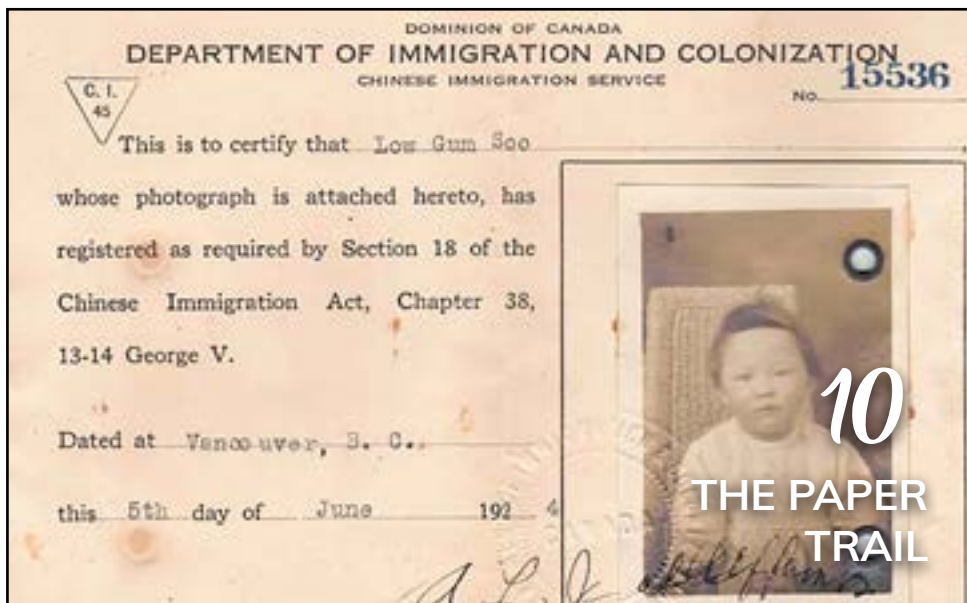 DOMINION OF CANADA
DEPARTMENT OF IMMIGRATION AND COLONIZATION
CHINESE IMMIGRATION SERVICE
No. 15536
C. I.
45
This is to certify that Low Gum Soo
whose photograph is attached hereto, has
registered as required by Section 18 of the
Chinese Immigration Act, Chapter 38,
13-14 George V.
Dated at Vancouver, B. C.
this 5th day of June 192 4
10
THE PAPER
TRAIL